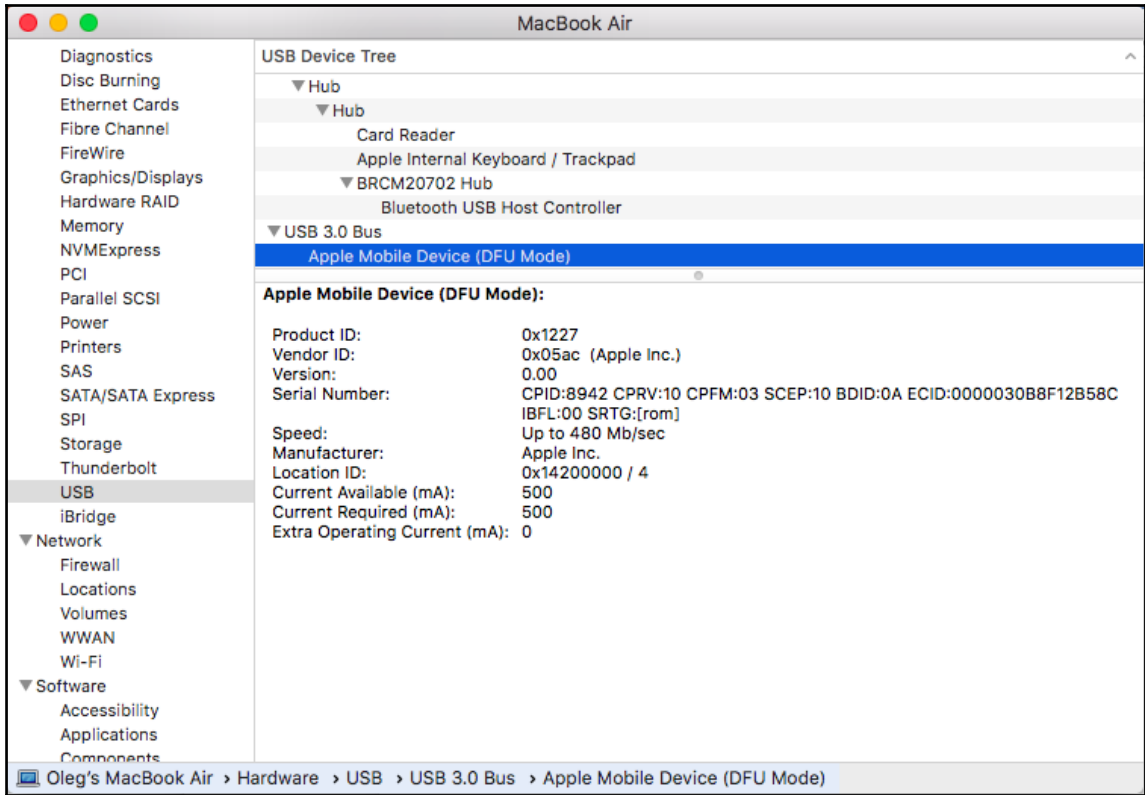 MacBook Air
Diagnostics
Disc Burning
Ethernet Cards
Fibre Channel
FireWire
Graphics/Displays
Hardware RAID
Memory
NVMExpress
PCI
Parallel SCSI
Power
Printers
SAS
SATA/SATA Express
SPI
Storage
Thunderbolt
USB
iBridge
Network
Firewall
Locations
Volumes
WWAN
Wi-Fi
Software
Accessibility
Applications
Components
USB Device Tree
Hub
Hub
Card Reader
Apple Internal Keyboard / Trackpad
BRCM20702 Hub
Bluetooth USB Host Controller
USB 3.0 Bus
Apple Mobile Device (DFU Mode)
Apple Mobile Device (DFU Mode):
Product ID: 0x1227
Vendor ID: 0x05ac (Apple Inc.)
Version: 0.00
Serial Number: CPID:8942 CPRV:10 CPFM:03 SCEP:10 BDID:0A ECID:0000030B8F12B58C
IBFL:00 SRTG:[rom]
Speed: Up to 480 Mb/sec
Manufacturer: Apple Inc.
Location ID: 0x14200000 / 4
Current Available (mA): 500
Current Required (mA): 500
Extra Operating Current (mA): 0
Oleg's MacBook Air › Hardware › USB › USB 3.0 Bus › Apple Mobile Device (DFU Mode)